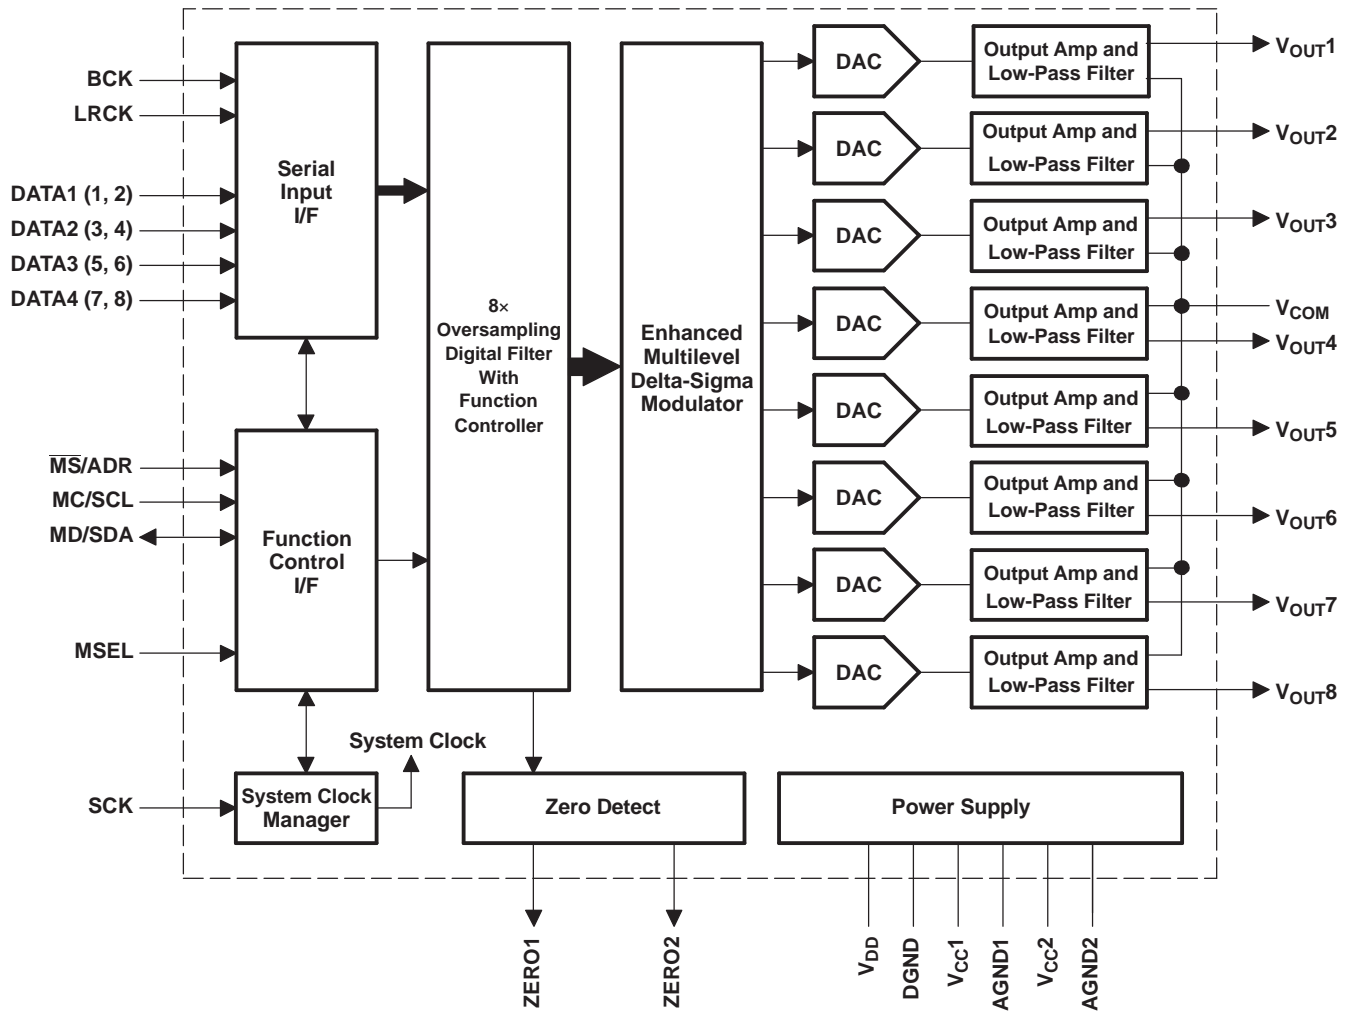 BCK
LRCK
DATA1 (1, 2)
DATA2 (3, 4)
DATA3 (5, 6)
DATA4 (7, 8)
Serial
Input
I/F
M̅S̅/ADR
MC/SCL
MD/SDA
MSEL
Function
Control
I/F
SCK
System Clock
Manager
System Clock
8×
Oversampling
Digital Filter
With
Function
Controller
Zero Detect
ZERO1
ZERO2
Enhanced
Multilevel
Delta-Sigma
Modulator
DAC
Output Amp and
Low-Pass Filter
VOUT1
DAC
Output Amp and
Low-Pass Filter
VOUT2
DAC
Output Amp and
Low-Pass Filter
VOUT3
DAC
Output Amp and
Low-Pass Filter
VCOM
VOUT4
DAC
Output Amp and
Low-Pass Filter
VOUT5
DAC
Output Amp and
Low-Pass Filter
VOUT6
DAC
Output Amp and
Low-Pass Filter
VOUT7
DAC
Output Amp and
Low-Pass Filter
VOUT8
Power Supply
VDD
DGND
VCC1
AGND1
VCC2
AGND2